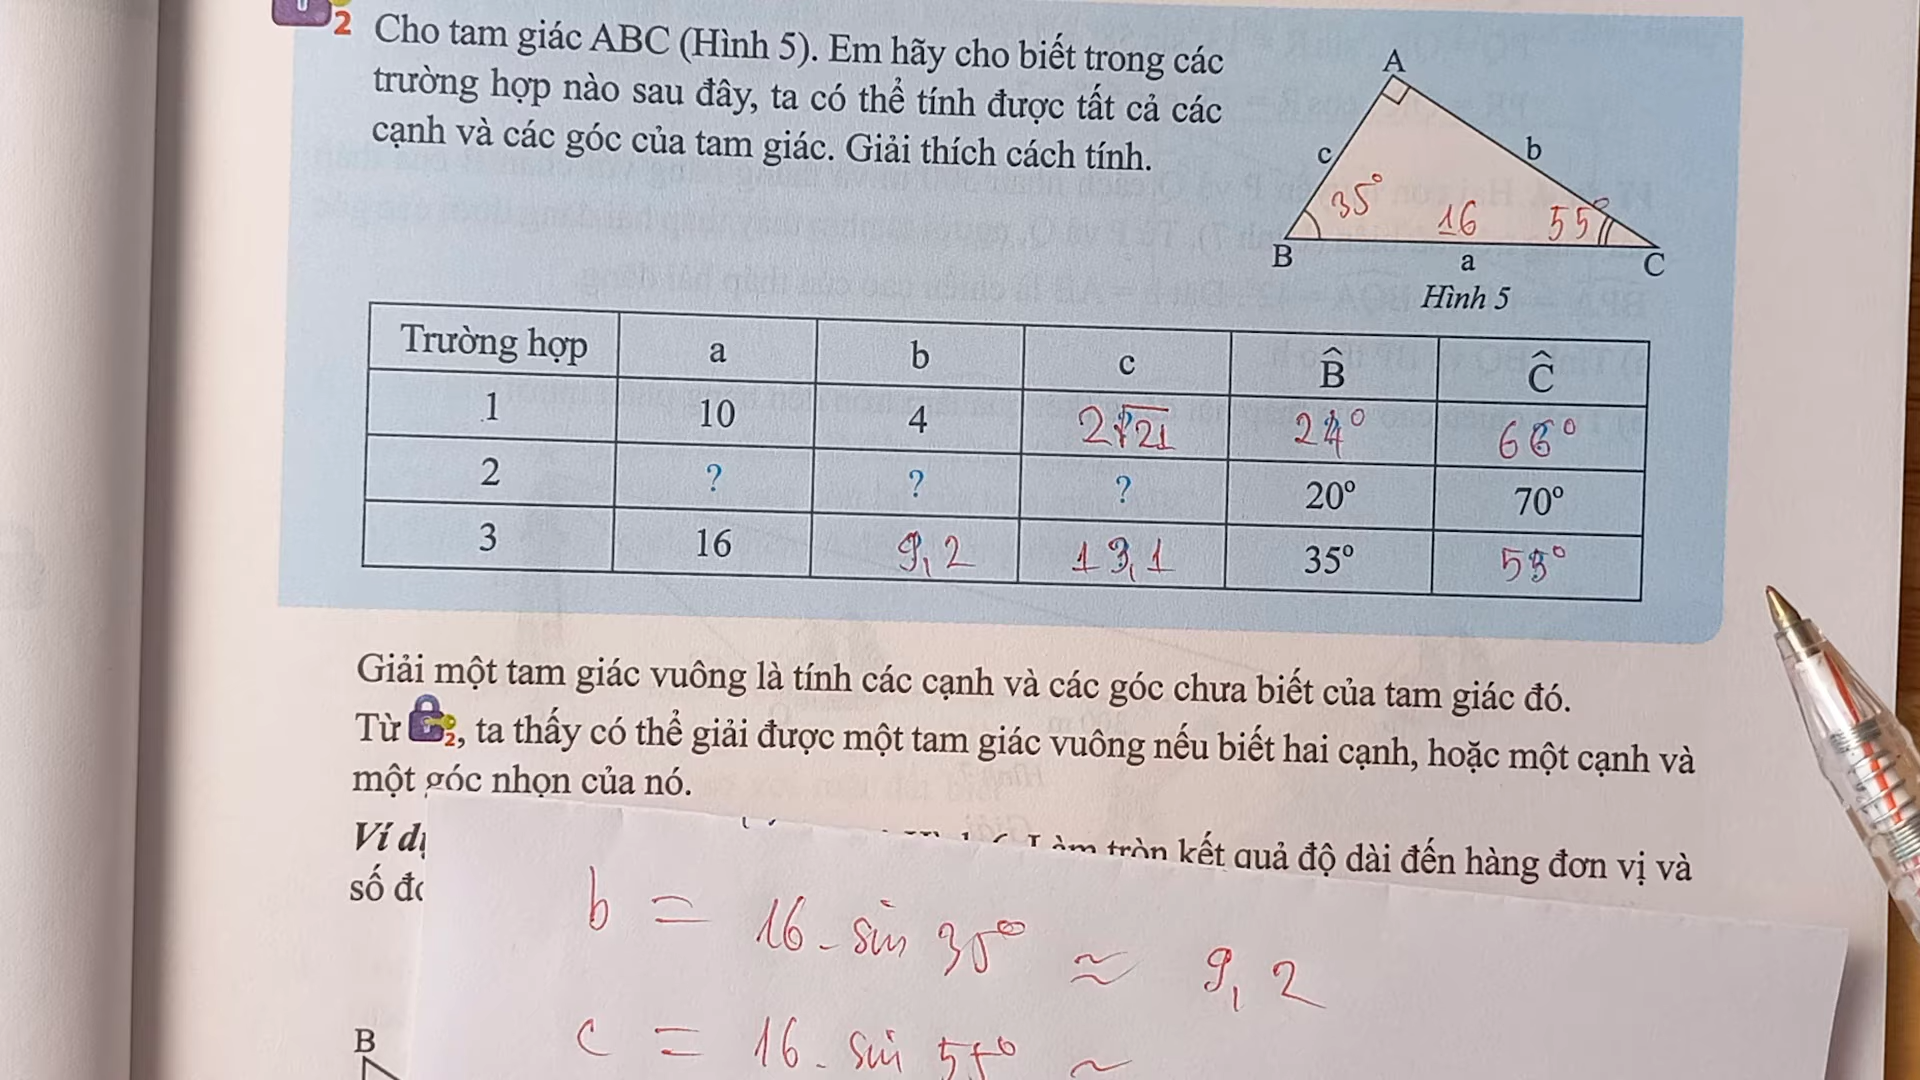 2 Cho tam giác ABC (Hình 5). Em hãy cho biết trong các
trường hợp nào sau đây, ta có thể tính được tất cả các
cạnh và các góc của tam giác. Giải thích cách tính.
A
c b
35° 16 55°
B a C
Hình 5
Trường hợp a b c B̂ Ĉ
1 10 4 2√21 24° 66°
2 ? ? ? 20° 70°
3 16 9,2 13,1 35° 55°
Giải một tam giác vuông là tính các cạnh và các góc chưa biết của tam giác đó.
Từ 2, ta thấy có thể giải được một tam giác vuông nếu biết hai cạnh, hoặc một cạnh và
một góc nhọn của nó.
Ví dụ Làm tròn kết quả độ dài đến hàng đơn vị và
số đo
b = 16 . sin 35° ≈ 9,2
c = 16 . sin 55° ≈
B